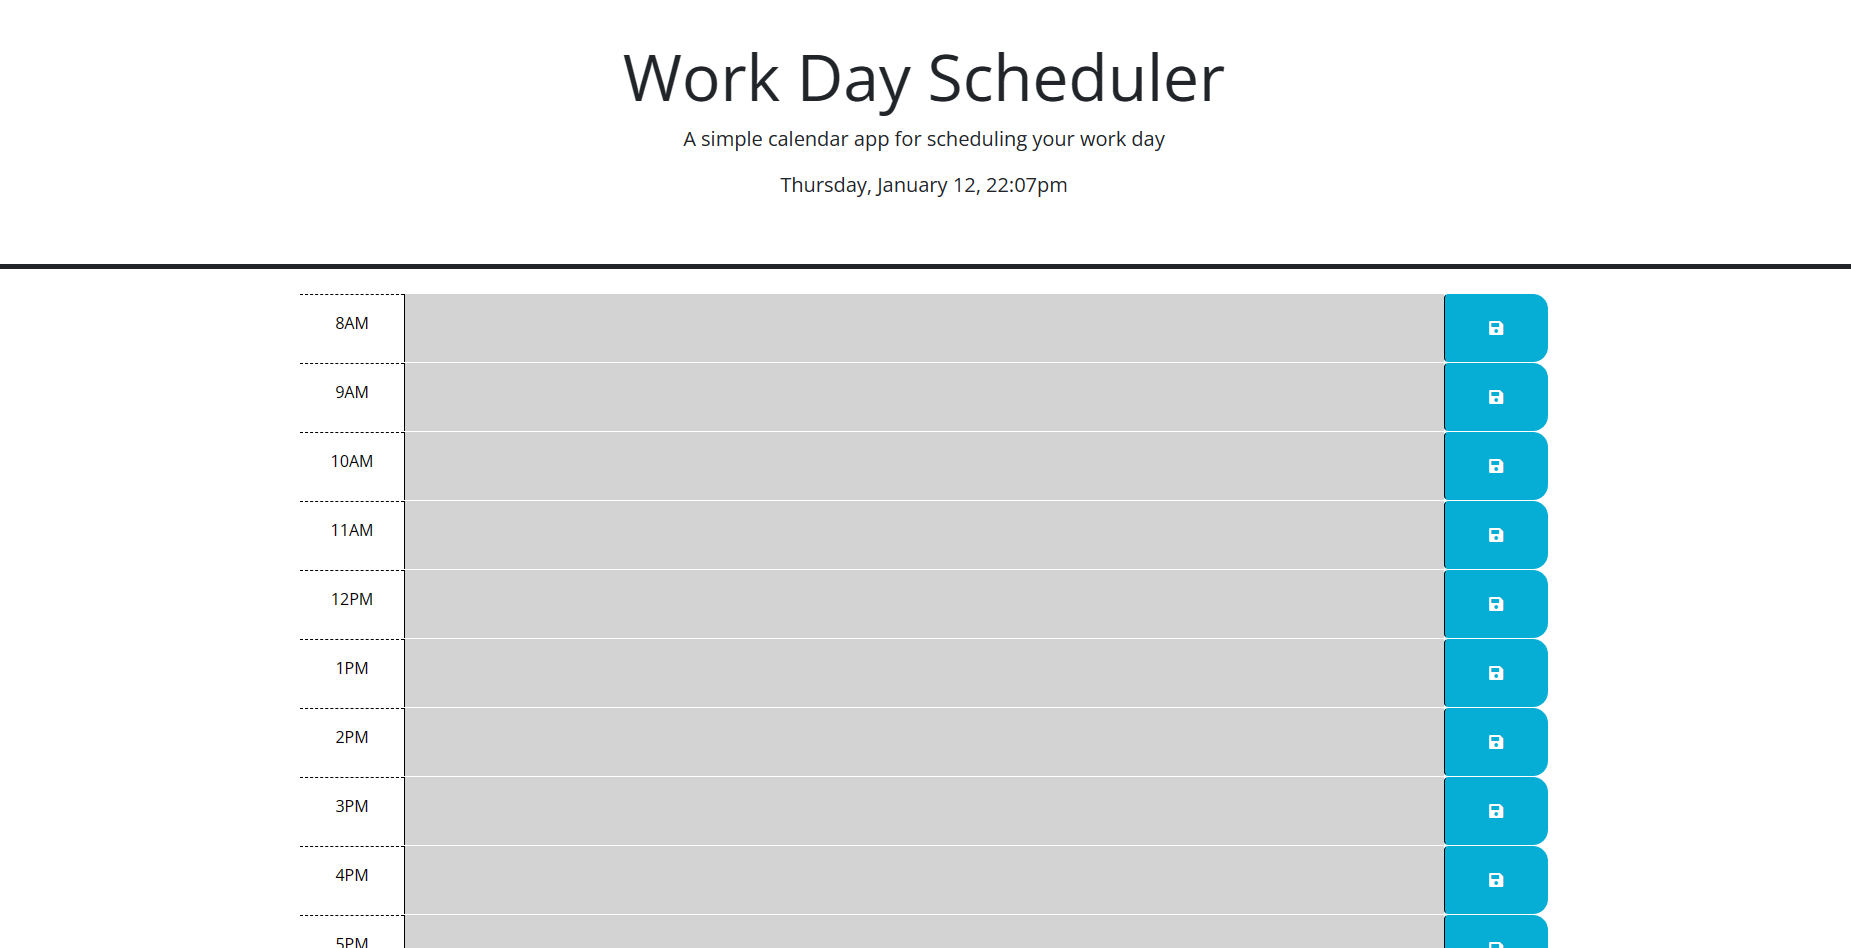 Work Day Scheduler
A simple calendar app for scheduling your work day
Thursday, January 12, 22:07pm
8AM
9AM
10AM
11AM
12PM
1PM
2PM
3PM
4PM
5PM